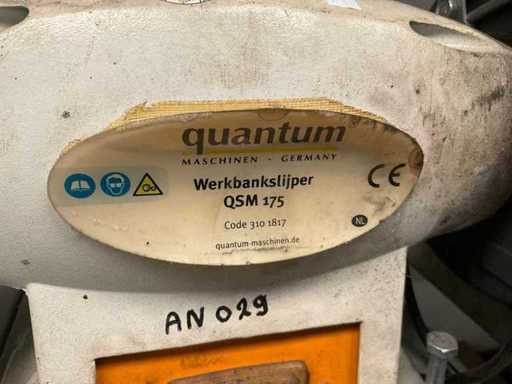 quantum
MASCHINEN - GERMANY
Werkbankslijper
QSM 175
CE
Code 310 1817
NL
quantum-maschinen.de
AN 029